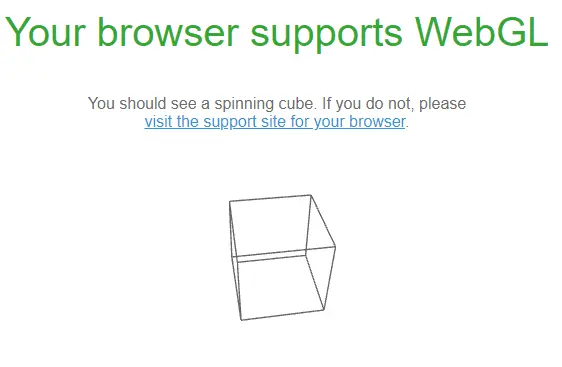 Your browser supports WebGL
You should see a spinning cube. If you do not, please
visit the support site for your browser.